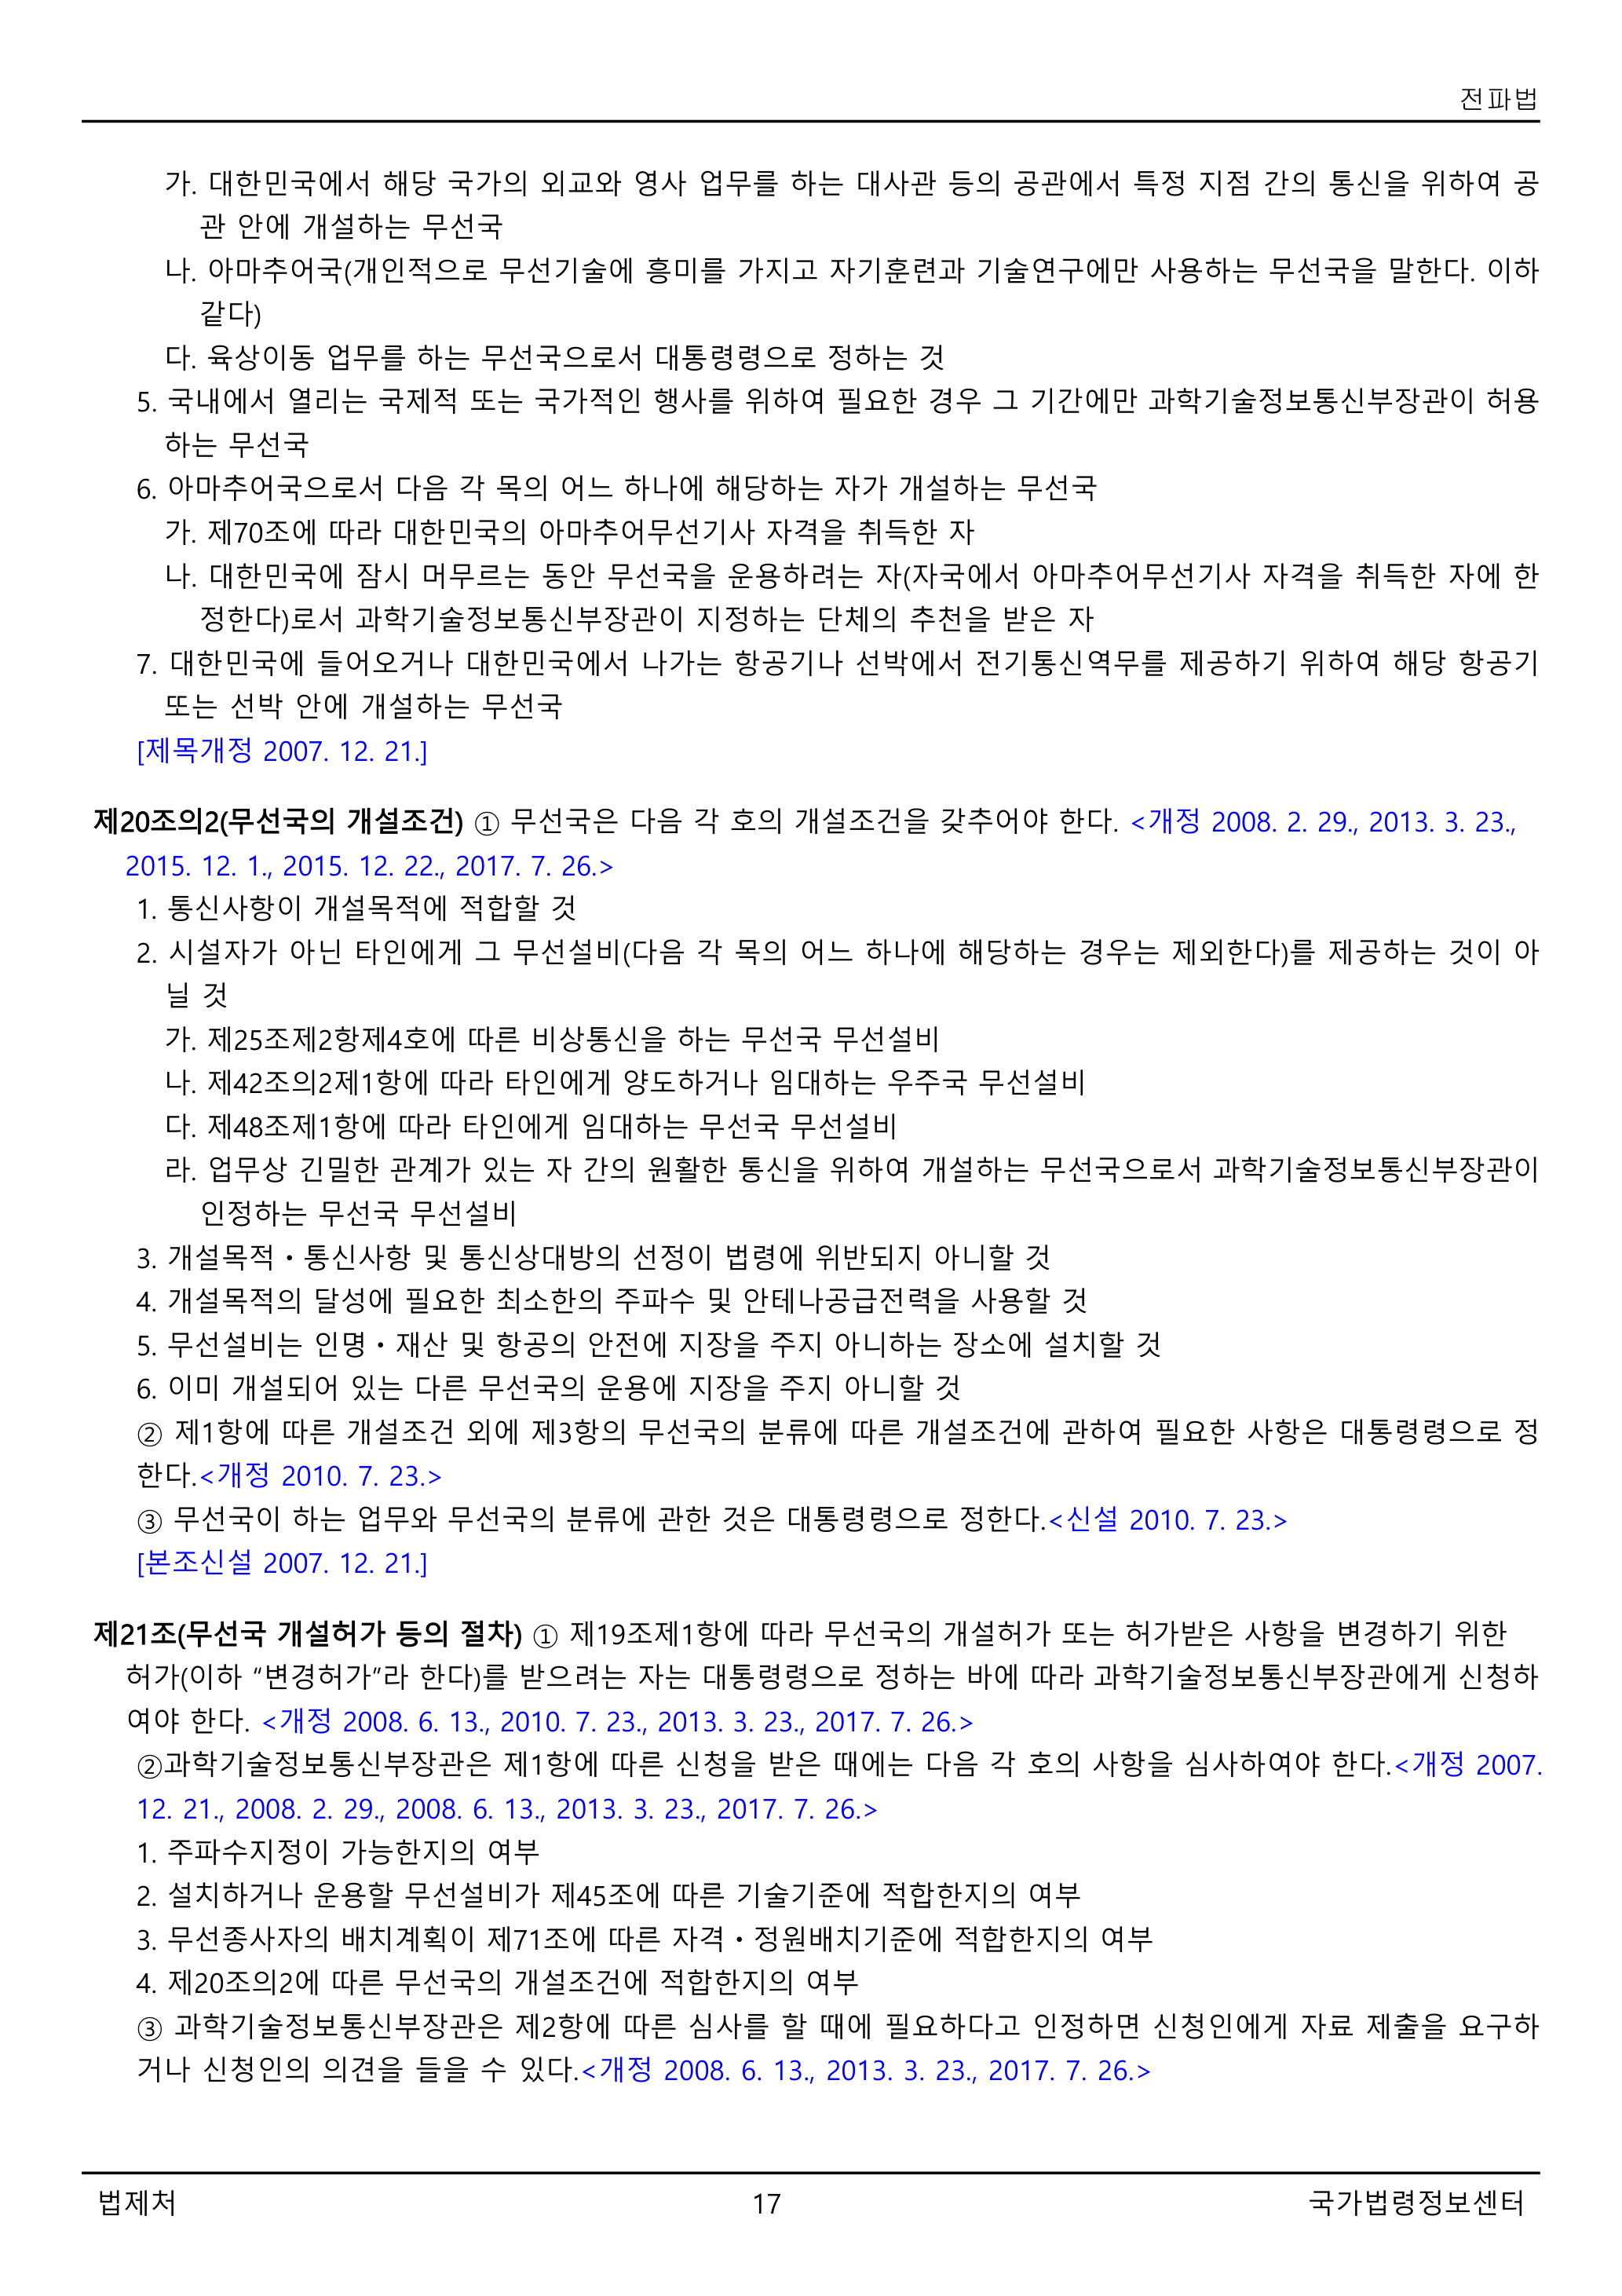 전파법
가. 대한민국에서 해당 국가의 외교와 영사 업무를 하는 대사관 등의 공관에서 특정 지점 간의 통신을 위하여 공
관 안에 개설하는 무선국
나. 아마추어국(개인적으로 무선기술에 흥미를 가지고 자기훈련과 기술연구에만 사용하는 무선국을 말한다. 이하
같다)
다. 육상이동 업무를 하는 무선국으로서 대통령령으로 정하는 것
5. 국내에서 열리는 국제적 또는 국가적인 행사를 위하여 필요한 경우 그 기간에만 과학기술정보통신부장관이 허용
하는 무선국
6. 아마추어국으로서 다음 각 목의 어느 하나에 해당하는 자가 개설하는 무선국
가. 제70조에 따라 대한민국의 아마추어무선기사 자격을 취득한 자
나. 대한민국에 잠시 머무르는 동안 무선국을 운용하려는 자(자국에서 아마추어무선기사 자격을 취득한 자에 한
정한다)로서 과학기술정보통신부장관이 지정하는 단체의 추천을 받은 자
7. 대한민국에 들어오거나 대한민국에서 나가는 항공기나 선박에서 전기통신역무를 제공하기 위하여 해당 항공기
또는 선박 안에 개설하는 무선국
[제목개정 2007. 12. 21.]
제20조의2(무선국의 개설조건) ① 무선국은 다음 각 호의 개설조건을 갖추어야 한다. <개정 2008. 2. 29., 2013. 3. 23.,
2015. 12. 1., 2015. 12. 22., 2017. 7. 26.>
1. 통신사항이 개설목적에 적합할 것
2. 시설자가 아닌 타인에게 그 무선설비(다음 각 목의 어느 하나에 해당하는 경우는 제외한다)를 제공하는 것이 아
닐 것
가. 제25조제2항제4호에 따른 비상통신을 하는 무선국 무선설비
나. 제42조의2제1항에 따라 타인에게 양도하거나 임대하는 우주국 무선설비
다. 제48조제1항에 따라 타인에게 임대하는 무선국 무선설비
라. 업무상 긴밀한 관계가 있는 자 간의 원활한 통신을 위하여 개설하는 무선국으로서 과학기술정보통신부장관이
인정하는 무선국 무선설비
3. 개설목적ㆍ통신사항 및 통신상대방의 선정이 법령에 위반되지 아니할 것
4. 개설목적의 달성에 필요한 최소한의 주파수 및 안테나공급전력을 사용할 것
5. 무선설비는 인명ㆍ재산 및 항공의 안전에 지장을 주지 아니하는 장소에 설치할 것
6. 이미 개설되어 있는 다른 무선국의 운용에 지장을 주지 아니할 것
② 제1항에 따른 개설조건 외에 제3항의 무선국의 분류에 따른 개설조건에 관하여 필요한 사항은 대통령령으로 정
한다.<개정 2010. 7. 23.>
③ 무선국이 하는 업무와 무선국의 분류에 관한 것은 대통령령으로 정한다.<신설 2010. 7. 23.>
[본조신설 2007. 12. 21.]
제21조(무선국 개설허가 등의 절차) ① 제19조제1항에 따라 무선국의 개설허가 또는 허가받은 사항을 변경하기 위한
허가(이하 “변경허가”라 한다)를 받으려는 자는 대통령령으로 정하는 바에 따라 과학기술정보통신부장관에게 신청하
여야 한다. <개정 2008. 6. 13., 2010. 7. 23., 2013. 3. 23., 2017. 7. 26.>
②과학기술정보통신부장관은 제1항에 따른 신청을 받은 때에는 다음 각 호의 사항을 심사하여야 한다.<개정 2007.
12. 21., 2008. 2. 29., 2008. 6. 13., 2013. 3. 23., 2017. 7. 26.>
1. 주파수지정이 가능한지의 여부
2. 설치하거나 운용할 무선설비가 제45조에 따른 기술기준에 적합한지의 여부
3. 무선종사자의 배치계획이 제71조에 따른 자격ㆍ정원배치기준에 적합한지의 여부
4. 제20조의2에 따른 무선국의 개설조건에 적합한지의 여부
③ 과학기술정보통신부장관은 제2항에 따른 심사를 할 때에 필요하다고 인정하면 신청인에게 자료 제출을 요구하
거나 신청인의 의견을 들을 수 있다.<개정 2008. 6. 13., 2013. 3. 23., 2017. 7. 26.>
법제처 17 국가법령정보센터